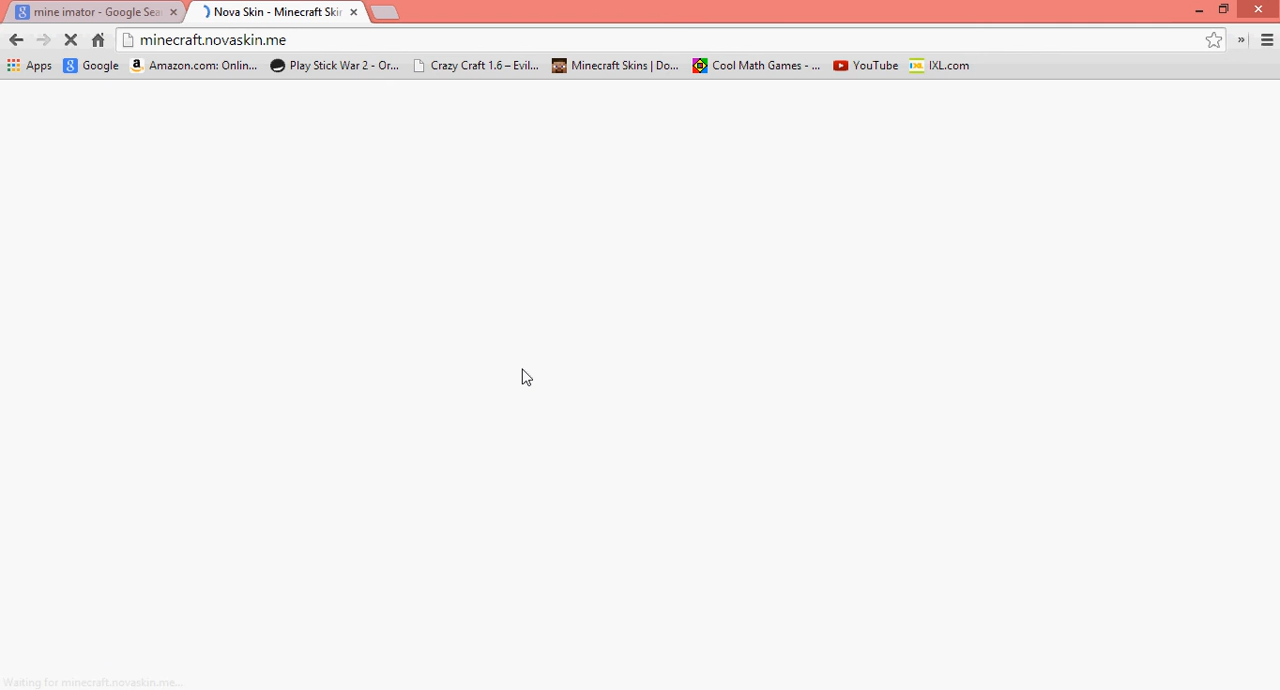 mine imator - Google Sea
Nova Skin - Minecraft Skin
minecraft.novaskin.me
Apps Google Amazon.com: Onlin... Play Stick War 2 - Or... Crazy Craft 1.6 – Evil... Minecraft Skins | Do... Cool Math Games - ... YouTube IXL.com
Waiting for minecraft.novaskin.me...